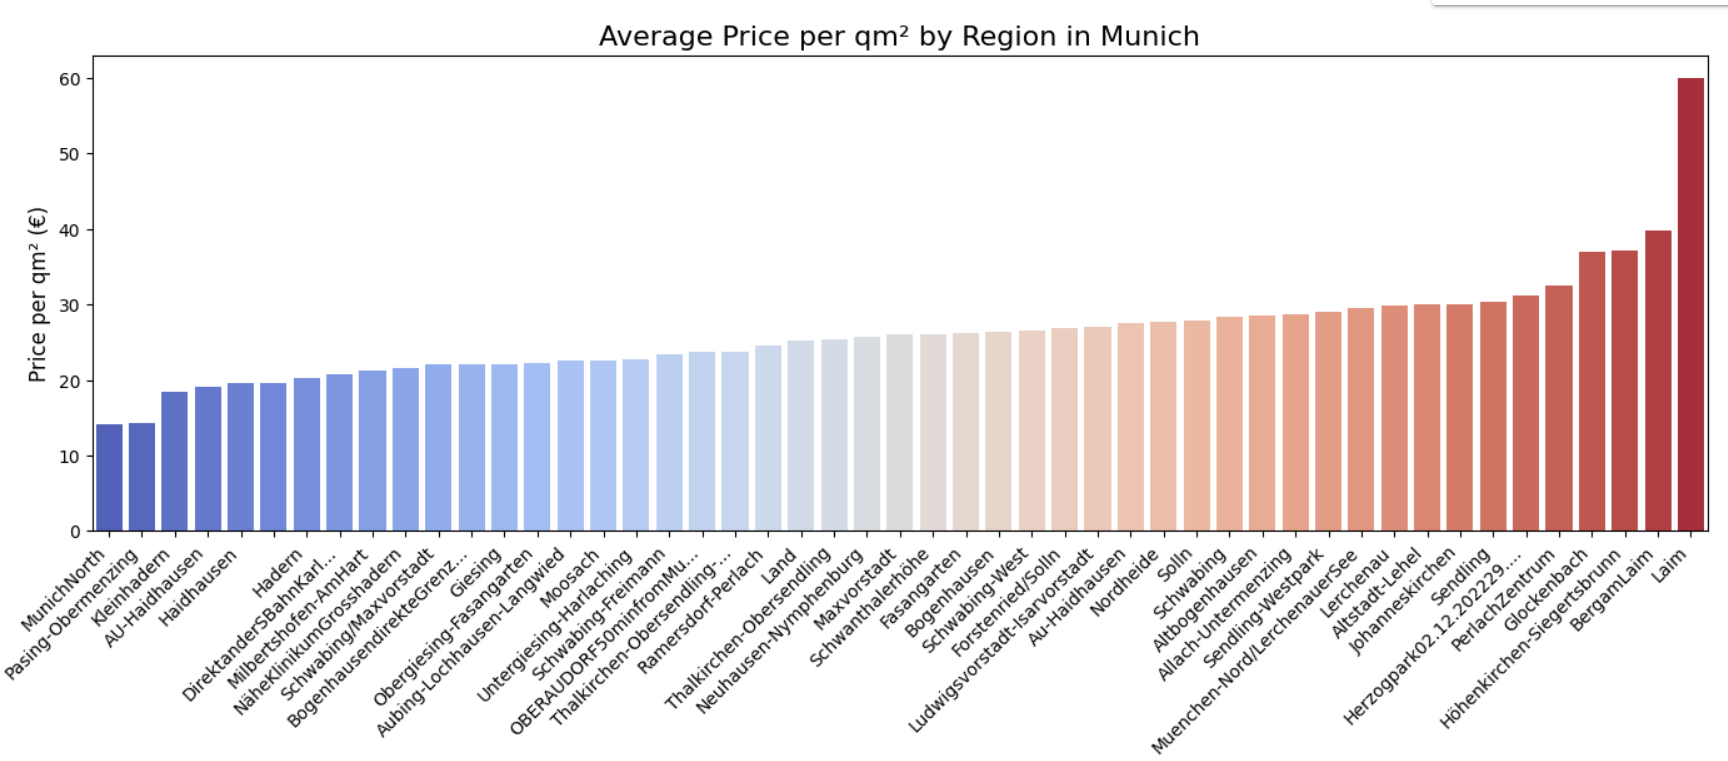 Average Price per qm² by Region in Munich
Price per qm² (€)
60
50
40
30
20
10
0
MunichNorth
Pasing-Obermenzing
Kleinhadern
AU-Haidhausen
Haidhausen
Hadern
DirektanderSBahnKarl...
Milbertshofen-AmHart
NäheKlinikumGrosshadern
Schwabing/Maxvorstadt
BogenhausendirekteGrenz...
Giesing
Obergiesing-Fasangarten
Aubing-Lochhausen-Langwied
Moosach
Untergiesing-Harlaching
Schwabing-Freimann
OBERAUDORF50minfromMu...
Thalkirchen-Obersendling-...
Ramersdorf-Perlach
Land
Thalkirchen-Obersendling
Neuhausen-Nymphenburg
Maxvorstadt
Schwanthalerhöhe
Fasangarten
Bogenhausen
Schwabing-West
Forstenried/Solln
Ludwigsvorstadt-Isarvorstadt
Au-Haidhausen
Nordheide
Solln
Schwabing
Altbogenhausen
Allach-Untermenzing
Sendling-Westpark
Muenchen-Nord/LerchenauerSee
Lerchenau
Altstadt-Lehel
Johanneskirchen
Sendling
Herzogpark02.12.202229....
PerlachZentrum
Glockenbach
Höhenkirchen-Siegertsbrunn
BergamLaim
Laim